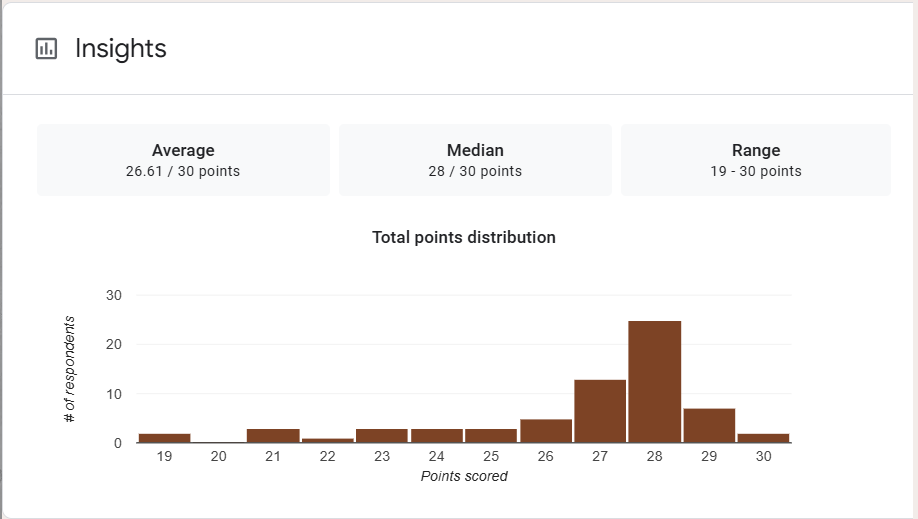 Insights
Average
26.61 / 30 points
Median
28 / 30 points
Range
19 - 30 points
Total points distribution
# of respondents
30
20
10
0
19 20 21 22 23 24 25 26 27 28 29 30
Points scored